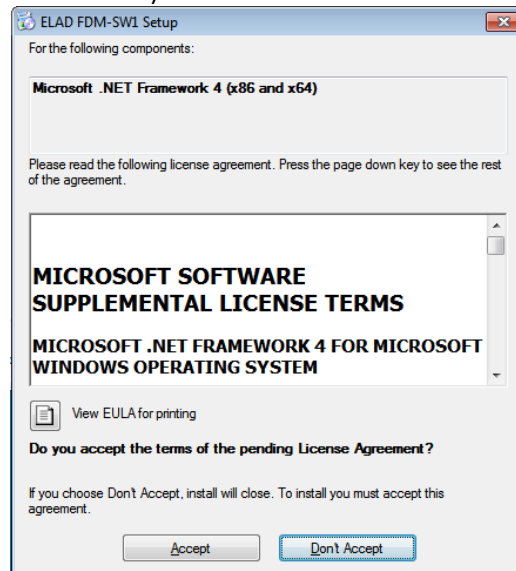 ELAD FDM-SW1 Setup
For the following components:
Microsoft .NET Framework 4 (x86 and x64)
Please read the following license agreement. Press the page down key to see the rest
of the agreement.
MICROSOFT SOFTWARE
SUPPLEMENTAL LICENSE TERMS
MICROSOFT .NET FRAMEWORK 4 FOR MICROSOFT
WINDOWS OPERATING SYSTEM
View EULA for printing
Do you accept the terms of the pending License Agreement?
If you choose Don't Accept, install will close. To install you must accept this
agreement.
Accept
Don't Accept